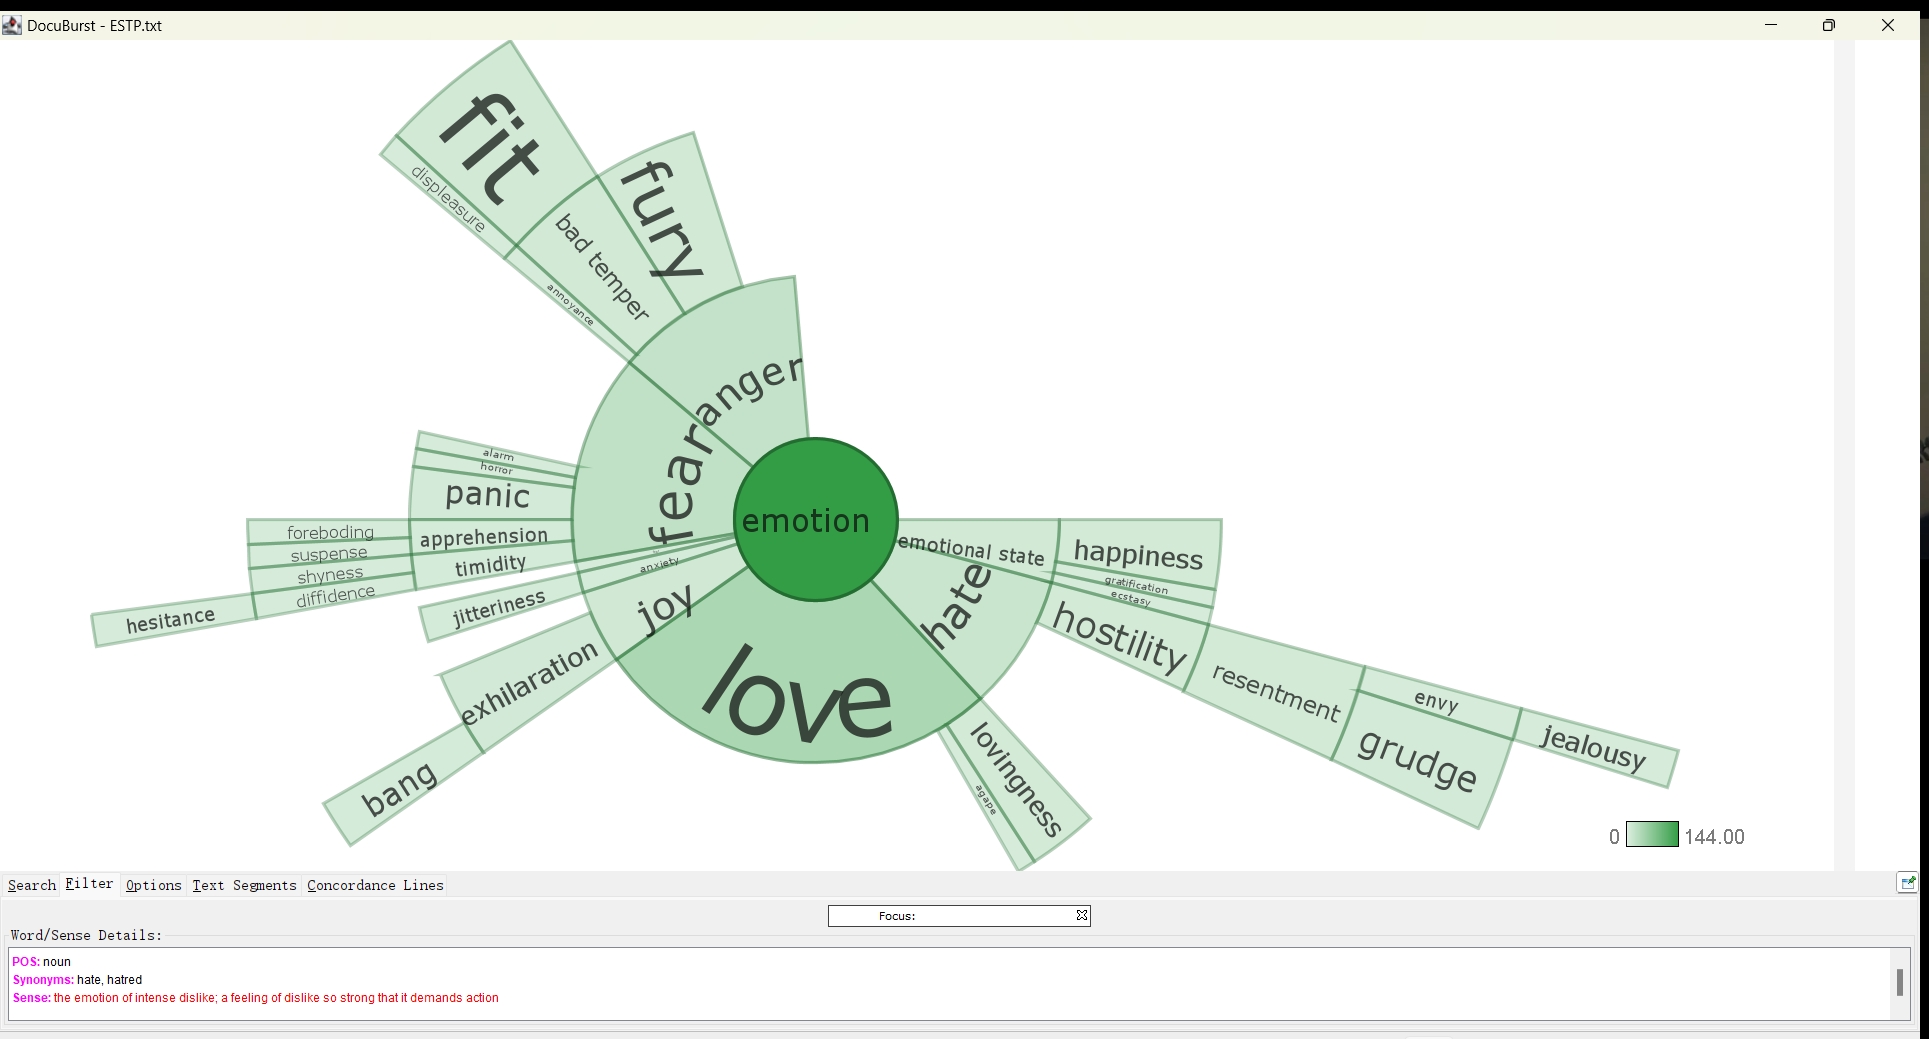 DocuBurst - ESTP.txt
fit
displeasure
fury
bad temper
annoyance
anger
fear
alarm
horror
panic
foreboding
apprehension
suspense
timidity
shyness
diffidence
hesitance
anxiety
jitteriness
joy
exhilaration
bang
love
emotion
emotional state
happiness
gratification
ecstasy
hate
hostility
resentment
envy
jealousy
grudge
lovingness
agape
0 144.00
Search Filter Options Text Segments Concordance Lines
Focus:
Word/Sense Details:
POS: noun
Synonyms: hate, hatred
Sense: the emotion of intense dislike; a feeling of dislike so strong that it demands action